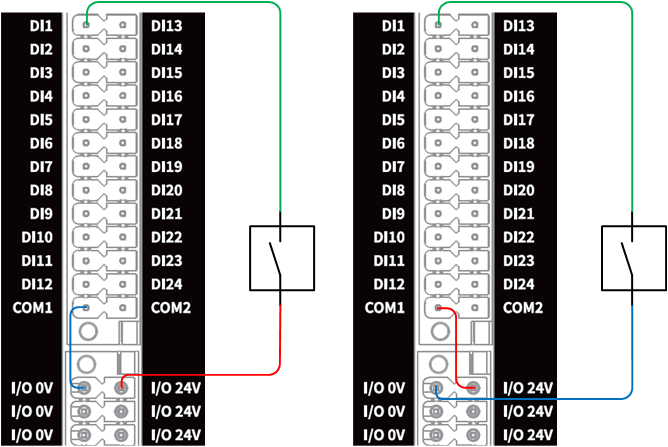 DI1 DI13 DI1 DI13
DI2 DI14 DI2 DI14
DI3 DI15 DI3 DI15
DI4 DI16 DI4 DI16
DI5 DI17 DI5 DI17
DI6 DI18 DI6 DI18
DI7 DI19 DI7 DI19
DI8 DI20 DI8 DI20
DI9 DI21 DI9 DI21
DI10 DI22 DI10 DI22
DI11 DI23 DI11 DI23
DI12 DI24 DI12 DI24
COM1 COM2 COM1 COM2
I/O 0V I/O 24V I/O 0V I/O 24V
I/O 0V I/O 24V I/O 0V I/O 24V
I/O 0V I/O 24V I/O 0V I/O 24V